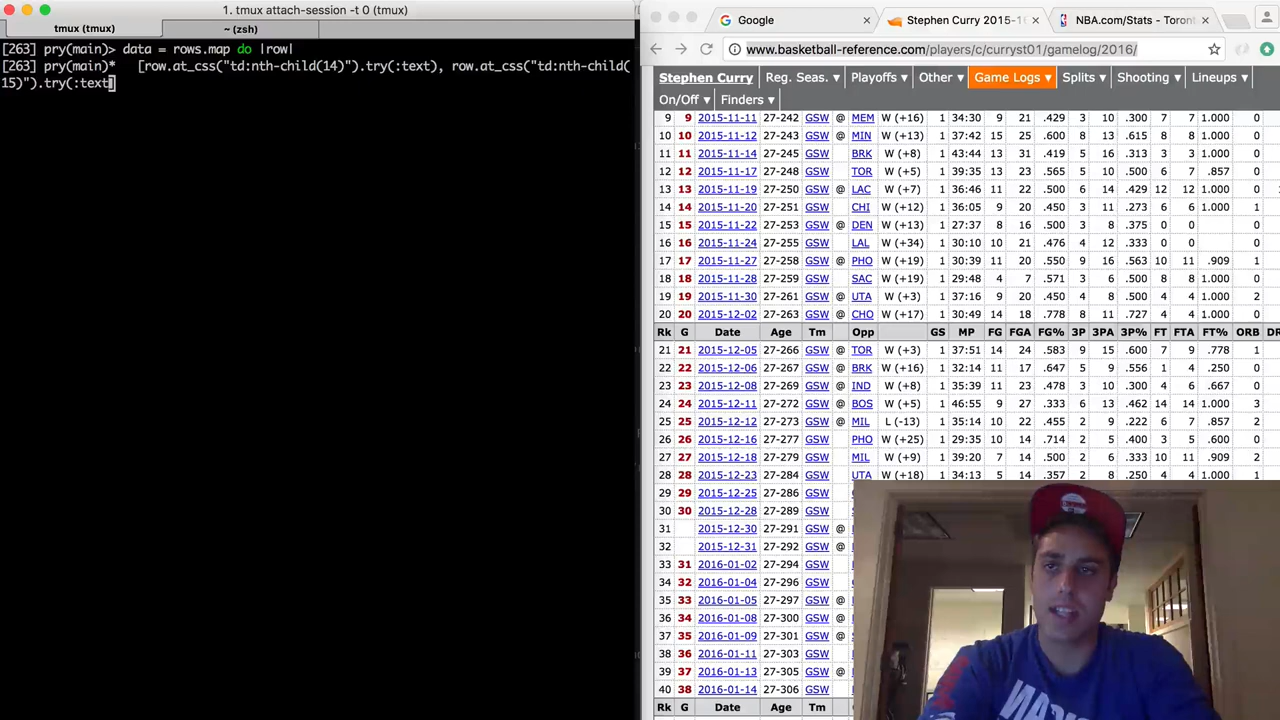 1. tmux attach-session -t 0 (tmux)
tmux (tmux)
~ (zsh)
[263] pry(main)> data = rows.map do |row|
[263] pry(main)*   [row.at_css("td:nth-child(14)").try(:text), row.at_css("td:nth-child(
15)").try(:text
Google
Stephen Curry 2015-1
NBA.com/Stats - Toront
www.basketball-reference.com/players/c/curryst01/gamelog/2016/
Stephen Curry Reg. Seas. ▼ Playoffs ▼ Other ▼ Game Logs ▼ Splits ▼ Shooting ▼ Lineups ▼
On/Off ▼ Finders ▼
9 9 2015-11-11 27-242 GSW @ MEM W (+16) 1 34:30 9 21 .429 3 10 .300 7 7 1.000 0
10 10 2015-11-12 27-243 GSW @ MIN W (+13) 1 37:42 15 25 .600 8 13 .615 8 8 1.000 0
11 11 2015-11-14 27-245 GSW BRK W (+8) 1 43:44 13 31 .419 5 16 .313 3 3 1.000 0
12 12 2015-11-17 27-248 GSW TOR W (+5) 1 39:35 13 23 .565 5 10 .500 6 7 .857 0
13 13 2015-11-19 27-250 GSW @ LAC W (+7) 1 36:46 11 22 .500 6 14 .429 12 12 1.000 0
14 14 2015-11-20 27-251 GSW CHI W (+12) 1 36:05 9 20 .450 3 11 .273 6 7 1.000 1
15 15 2015-11-22 27-253 GSW @ DEN W (+13) 1 27:37 8 16 .500 3 8 .375 0 0 0
16 16 2015-11-24 27-255 GSW LAL W (+34) 1 30:10 10 21 .476 4 12 .333 0 0 0
17 17 2015-11-27 27-258 GSW @ PHO W (+19) 1 30:39 11 20 .550 9 16 .563 10 11 .909 1
18 18 2015-11-28 27-259 GSW SAC W (+19) 1 29:48 4 7 .571 3 6 .500 8 8 1.000 0
19 19 2015-11-30 27-261 GSW @ UTA W (+3) 1 37:16 9 20 .450 4 8 .500 4 4 1.000 2
20 20 2015-12-02 27-263 GSW @ CHO W (+17) 1 30:49 14 18 .778 8 11 .727 4 4 1.000 0
Rk G Date Age Tm Opp GS MP FG FGA FG% 3P 3PA 3P% FT FTA FT% ORB DR
21 21 2015-12-05 27-266 GSW @ TOR W (+3) 1 37:51 14 24 .583 9 15 .600 7 9 .778 1
22 22 2015-12-06 27-267 GSW @ BRK W (+16) 1 32:14 11 17 .647 5 9 .556 1 4 .250 0
23 23 2015-12-08 27-269 GSW @ IND W (+8) 1 35:39 11 23 .478 3 10 .300 4 6 .667 0
24 24 2015-12-11 27-272 GSW @ BOS W (+5) 1 46:55 9 27 .333 6 13 .462 14 14 1.000 3
25 25 2015-12-12 27-273 GSW @ MIL L (-13) 1 35:14 10 22 .455 2 9 .222 6 7 .857 2
26 26 2015-12-16 27-277 GSW PHO W (+25) 1 29:35 10 14 .714 2 5 .400 3 5 .600 0
27 27 2015-12-18 27-279 GSW MIL W (+9) 1 39:20 7 14 .500 2 6 .333 10 11 .909 2
28 28 2015-12-23 27-284 GSW UTA W (+18) 1 34:13 5 14 .357 2 8 .250 4 4 1.000 1
29 29 2015-12-25 27-286 GSW
30 30 2015-12-28 27-289 GSW
31 2015-12-30 27-291 GSW @
32 2015-12-31 27-292 GSW @
33 31 2016-01-02 27-294 GSW
34 32 2016-01-04 27-296 GSW
35 33 2016-01-05 27-297 GSW @
36 34 2016-01-08 27-300 GSW @
37 35 2016-01-09 27-301 GSW @
38 36 2016-01-11 27-303 GSW
39 37 2016-01-13 27-305 GSW @
40 38 2016-01-14 27-306 GSW
Rk G Date Age Tm